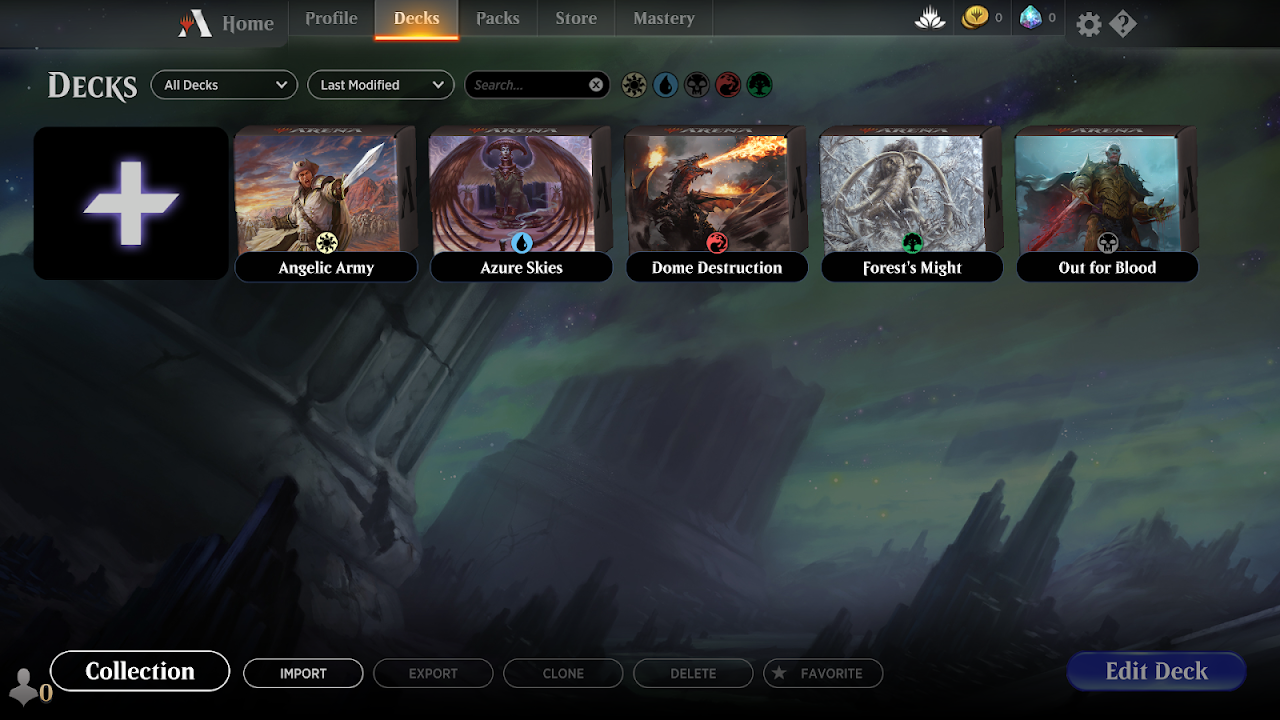 Home
Profile
Decks
Packs
Store
Mastery
0
0
DECKS
All Decks
Last Modified
Search...
ARENA
ARENA
ARENA
ARENA
ARENA
Angelic Army
Azure Skies
Dome Destruction
Forest's Might
Out for Blood
0
Collection
IMPORT
EXPORT
CLONE
DELETE
FAVORITE
Edit Deck